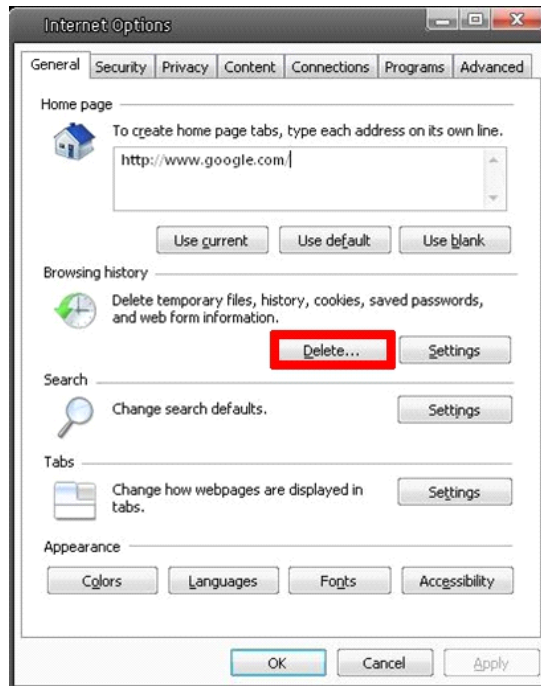 Internet Options
General Security Privacy Content Connections Programs Advanced
Home page
To create home page tabs, type each address on its own line.
http://www.google.com/
Use current Use default Use blank
Browsing history
Delete temporary files, history, cookies, saved passwords,
and web form information.
Delete... Settings
Search
Change search defaults.
Settings
Tabs
Change how webpages are displayed in
tabs.
Settings
Appearance
Colors Languages Fonts Accessibility
OK Cancel Apply